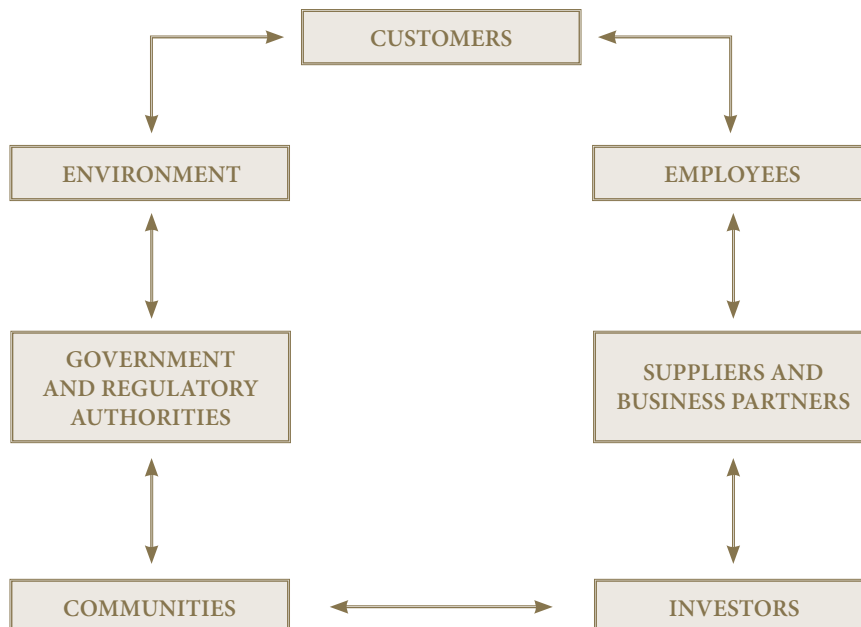 CUSTOMERS
ENVIRONMENT
EMPLOYEES
GOVERNMENT
AND REGULATORY
AUTHORITIES
SUPPLIERS AND
BUSINESS PARTNERS
COMMUNITIES
INVESTORS